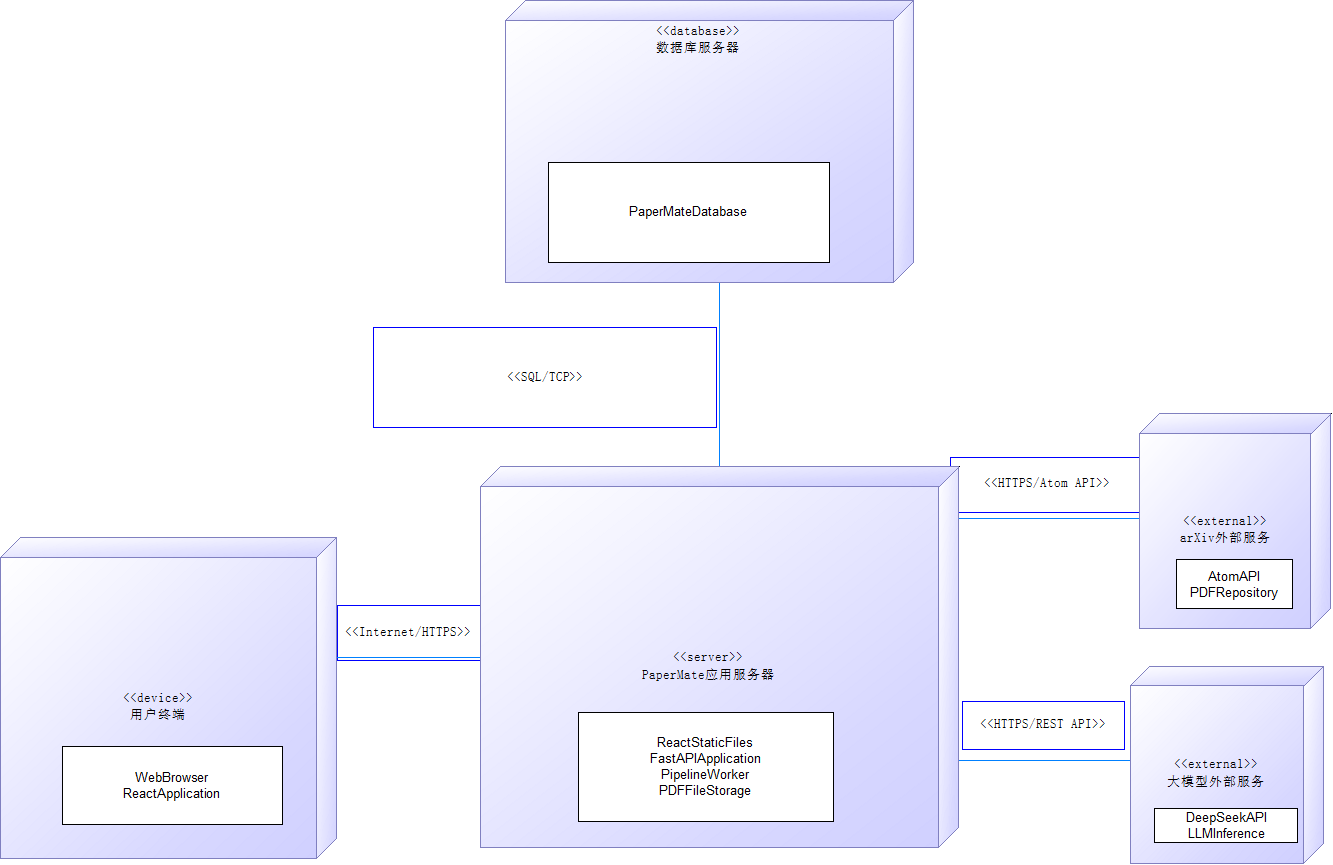 <<database>>
数据库服务器
PaperMateDatabase
<<SQL/TCP>>
<<HTTPS/Atom API>>
<<external>>
arXiv外部服务
AtomAPI
PDFRepository
<<Internet/HTTPS>>
<<server>>
PaperMate应用服务器
ReactStaticFiles
FastAPIApplication
PipelineWorker
PDFFileStorage
<<device>>
用户终端
WebBrowser
ReactApplication
<<HTTPS/REST API>>
<<external>>
大模型外部服务
DeepSeekAPI
LLMInference